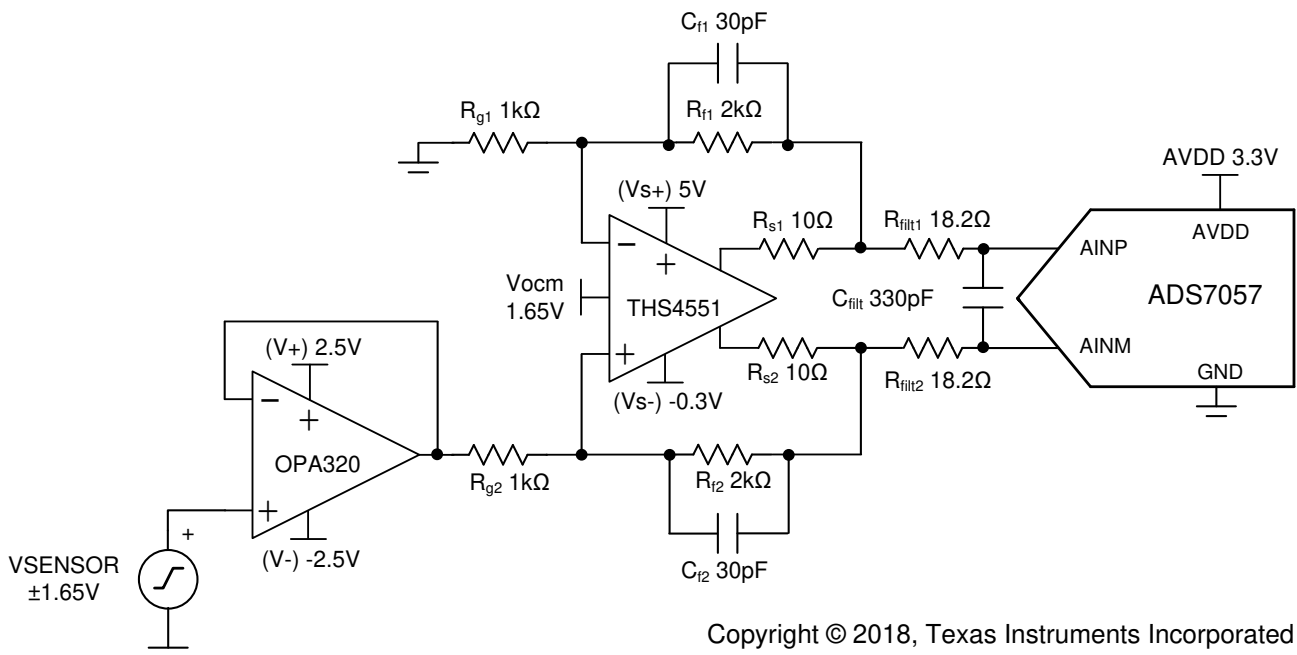 Cf1 30pF
Rg1 1kΩ
Rf1 2kΩ
AVDD 3.3V
(Vs+) 5V
Rs1 10Ω
Rfilt1 18.2Ω
AVDD
AINP
−
+
Vocm
1.65V
THS4551
Cfilt 330pF
ADS7057
(V+) 2.5V
+
AINM
Rs2 10Ω
Rfilt2 18.2Ω
GND
(Vs-) -0.3V
−
+
OPA320
Rg2 1kΩ
Rf2 2kΩ
+
+
(V-) -2.5V
VSENSOR
±1.65V
Cf2 30pF
Copyright © 2018, Texas Instruments Incorporated